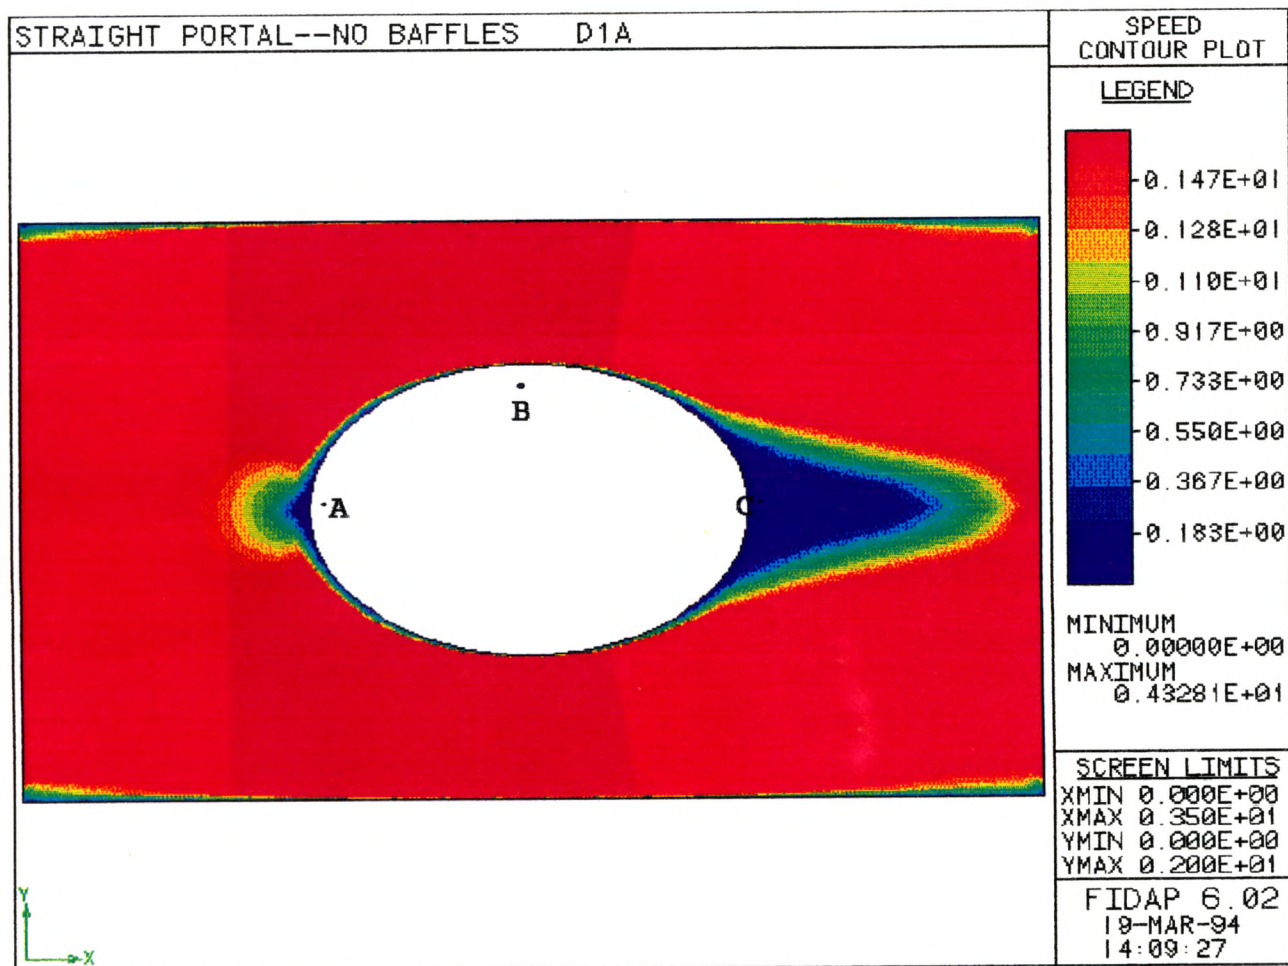 STRAIGHT PORTAL--NO BAFFLES D1A
SPEED
CONTOUR PLOT
LEGEND
0.147E+01
0.128E+01
0.110E+01
0.917E+00
0.733E+00
0.550E+00
0.367E+00
0.183E+00
MINIMUM
0.00000E+00
MAXIMUM
0.43281E+01
SCREEN LIMITS
XMIN 0.000E+00
XMAX 0.350E+01
YMIN 0.000E+00
YMAX 0.200E+01
FIDAP 6.02
19-MAR-94
14:09:27
B
A
C
Y
X